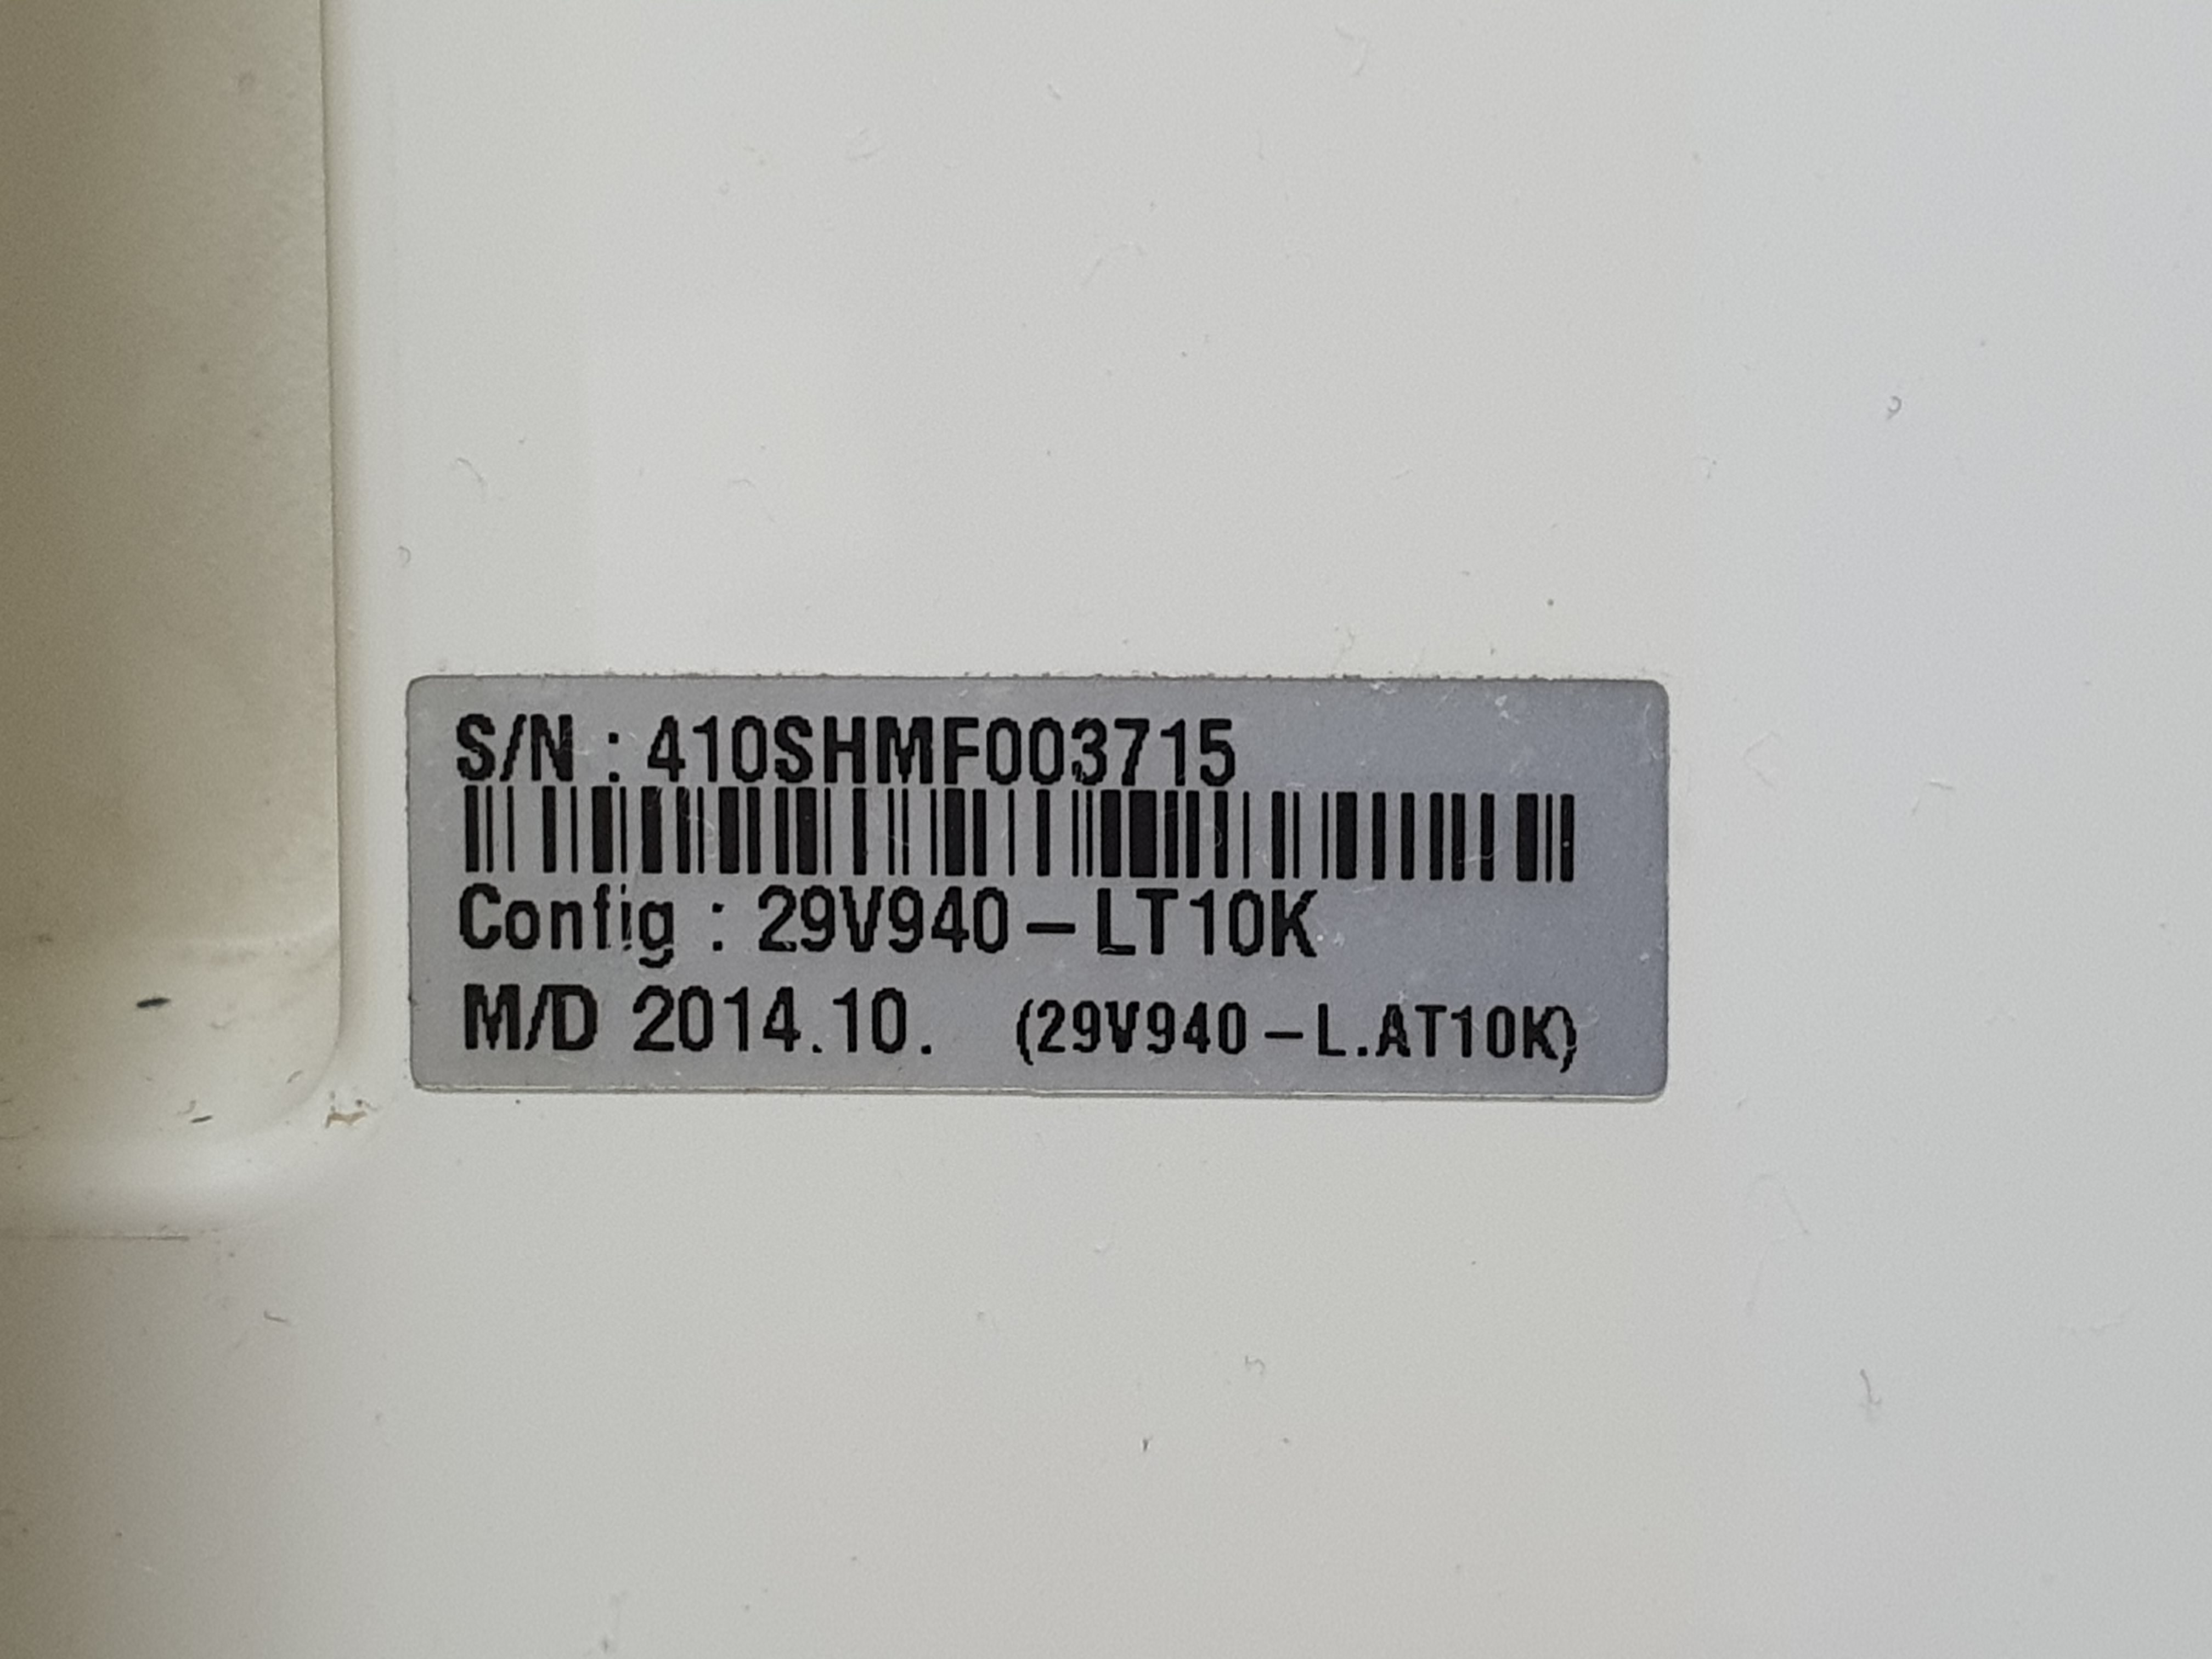 S/N : 410SHMF003715
Config : 29V940-LT10K
M/D 2014.10. (29V940-L.AT10K)